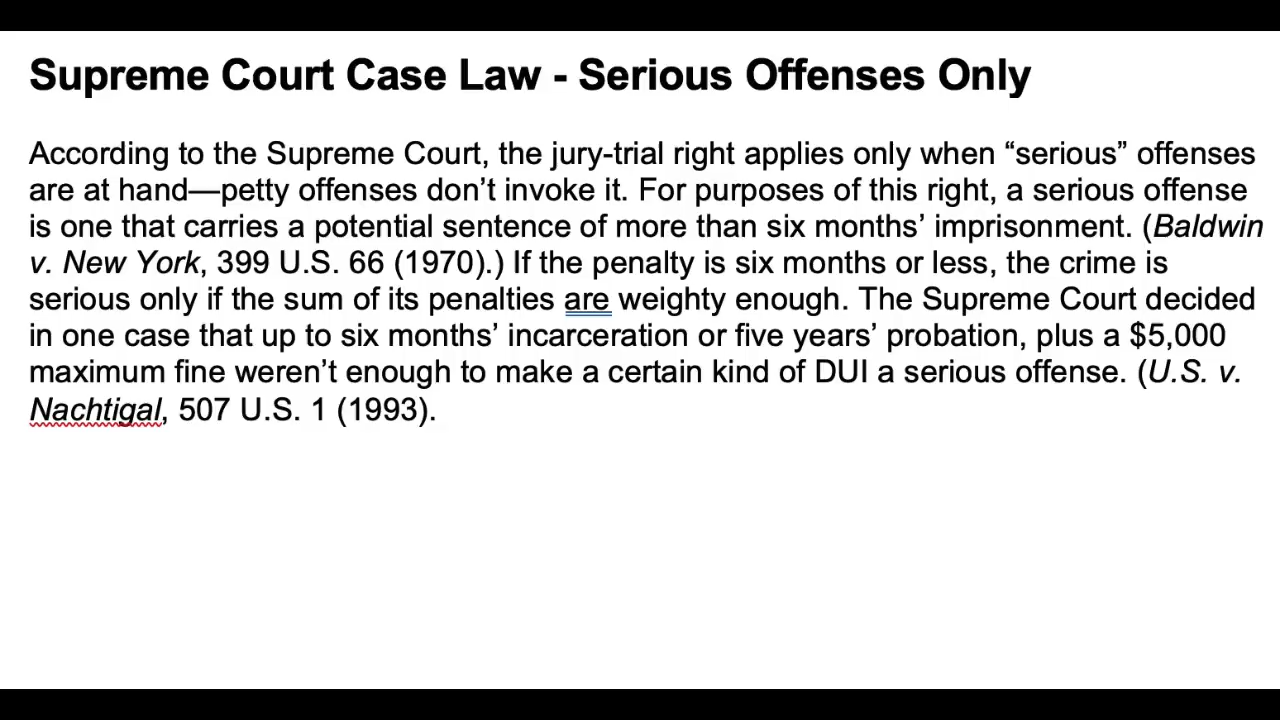 Supreme Court Case Law - Serious Offenses Only
According to the Supreme Court, the jury-trial right applies only when “serious” offenses
are at hand—petty offenses don’t invoke it. For purposes of this right, a serious offense
is one that carries a potential sentence of more than six months’ imprisonment. (Baldwin
v. New York, 399 U.S. 66 (1970).) If the penalty is six months or less, the crime is
serious only if the sum of its penalties are weighty enough. The Supreme Court decided
in one case that up to six months’ incarceration or five years’ probation, plus a $5,000
maximum fine weren’t enough to make a certain kind of DUI a serious offense. (U.S. v.
Nachtigal, 507 U.S. 1 (1993).